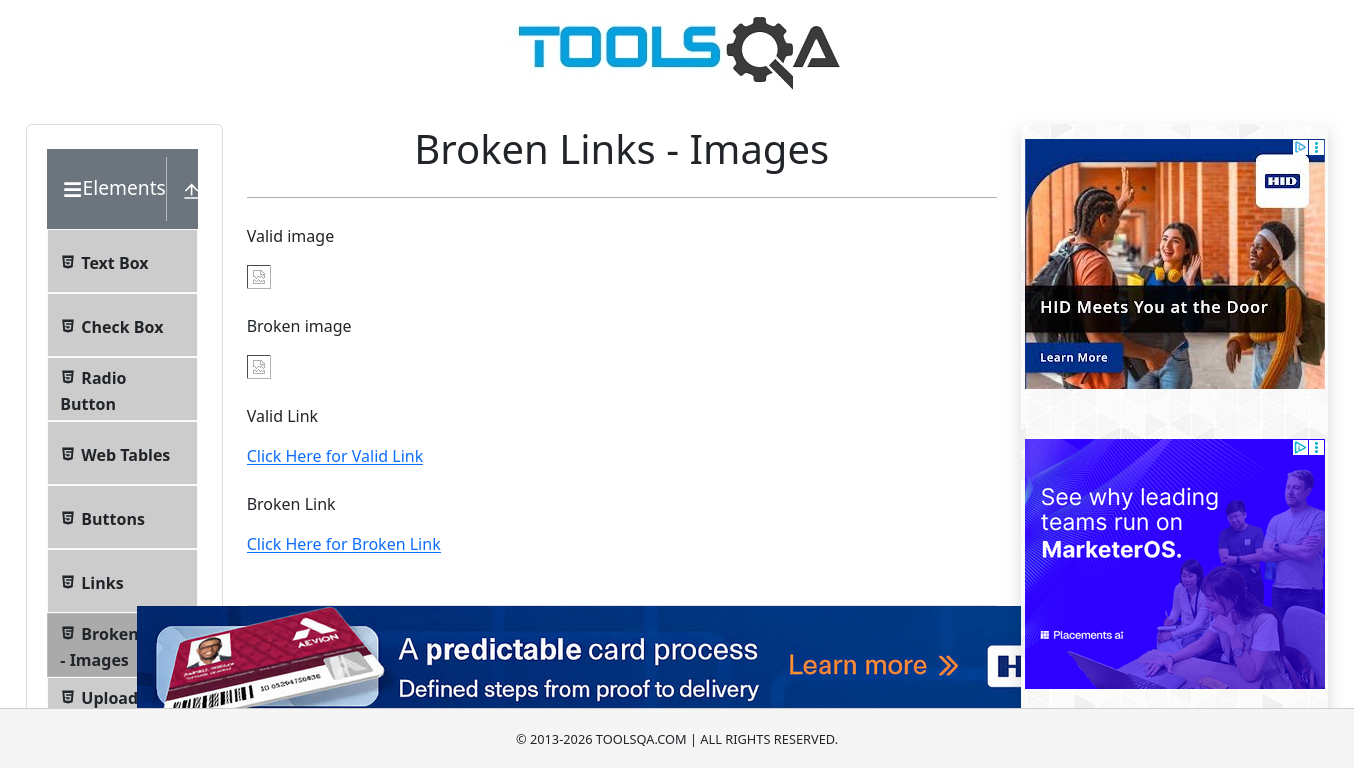 TOOLSQA
Elements
Text Box
Check Box
Radio
Button
Web Tables
Buttons
Links
Broken
- Images
Upload
Broken Links - Images
Valid image
Broken image
Valid Link
Click Here for Valid Link
Broken Link
Click Here for Broken Link
HID
HID Meets You at the Door
Learn More
See why leading
teams run on
MarketerOS.
Placements ai
AEVION
A predictable card process
Defined steps from proof to delivery
Learn more
© 2013-2026 TOOLSQA.COM | ALL RIGHTS RESERVED.